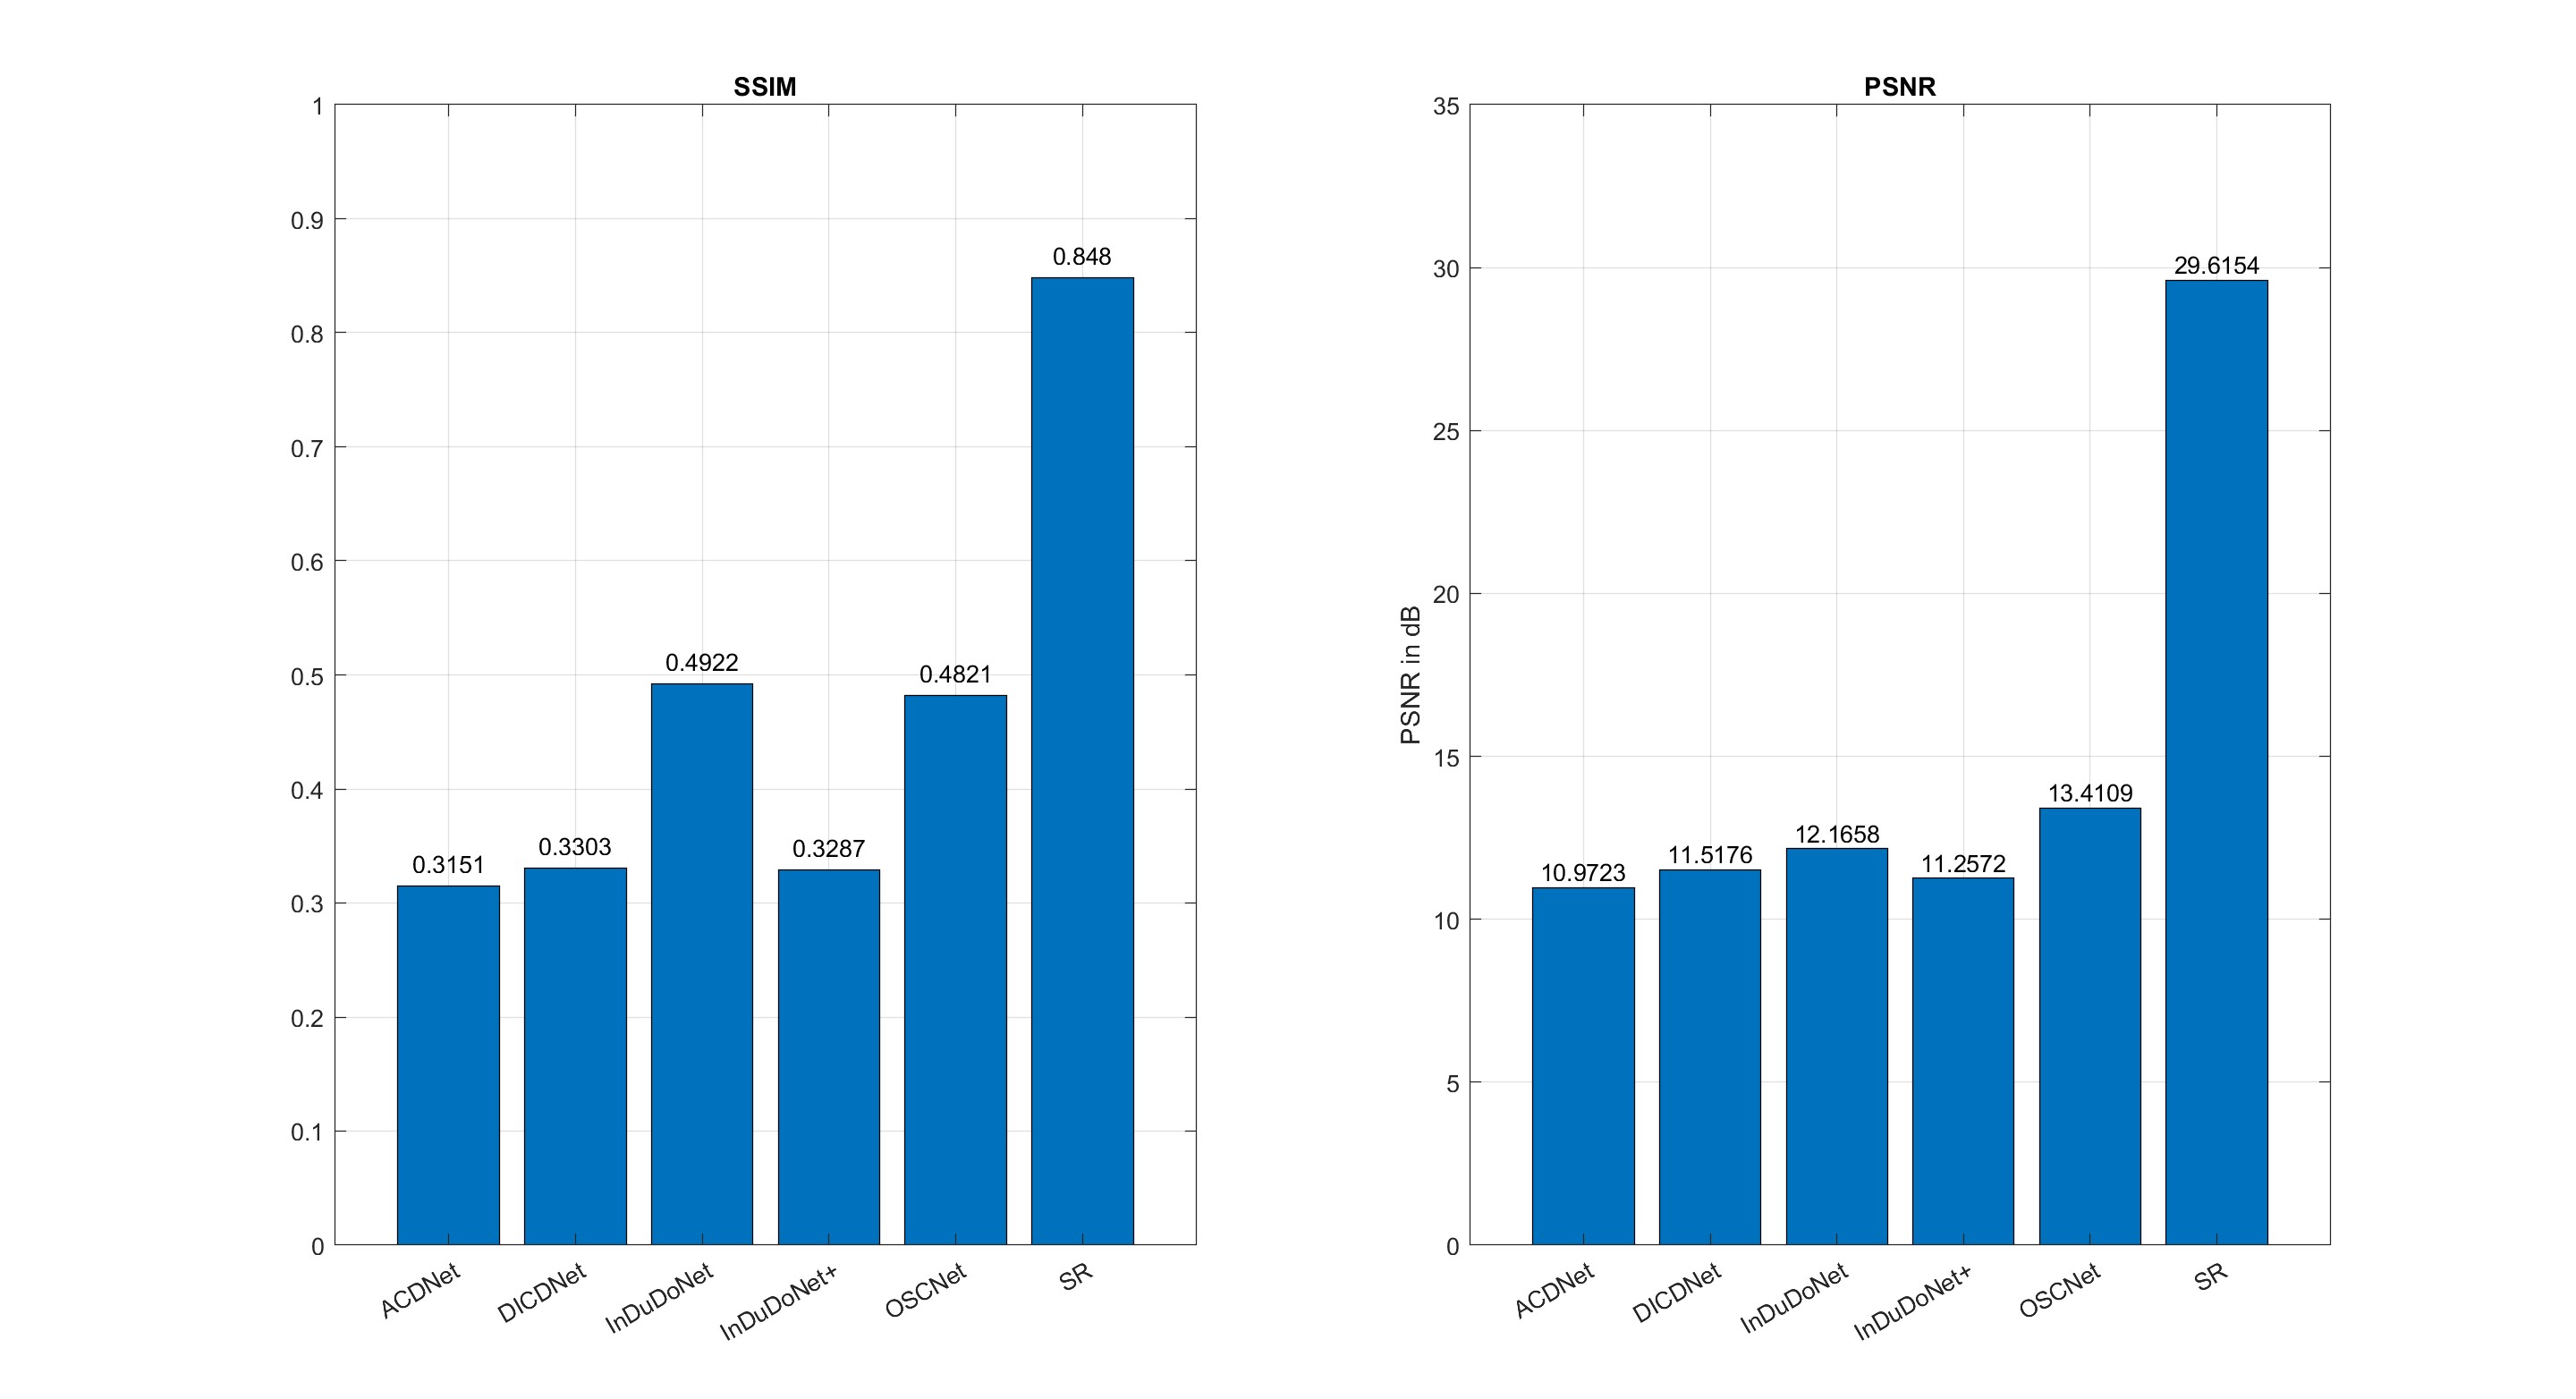 SSIM
1
0.9
0.8
0.7
0.6
0.5
0.4
0.3
0.2
0.1
0
0.3151
0.3303
0.4922
0.3287
0.4821
0.848
ACDNet
DICDNet
InDuDoNet
InDuDoNet+
OSCNet
SR
PSNR
PSNR in dB
35
30
25
20
15
10
5
0
10.9723
11.5176
12.1658
11.2572
13.4109
29.6154
ACDNet
DICDNet
InDuDoNet
InDuDoNet+
OSCNet
SR